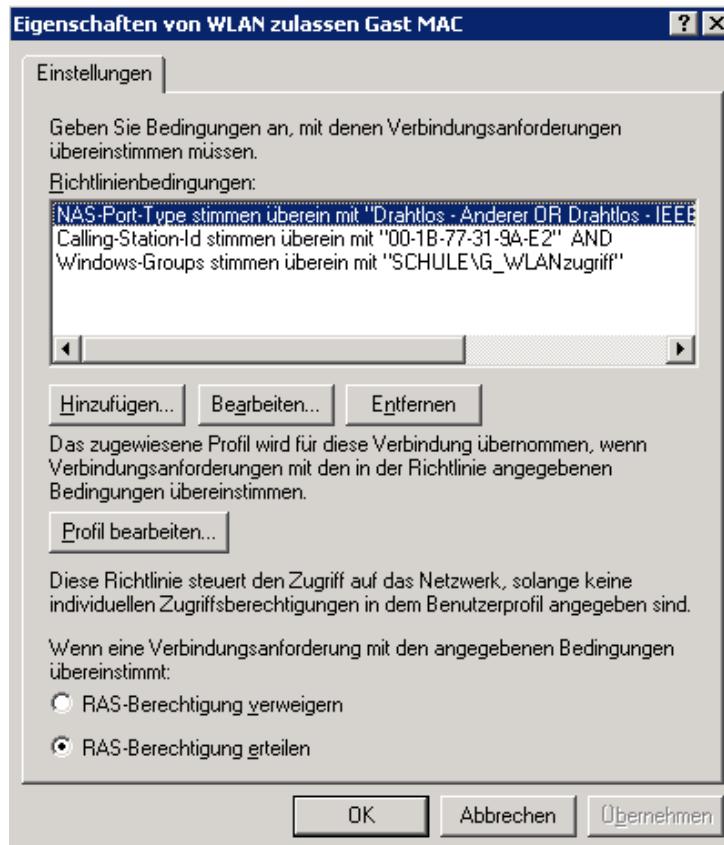 Eigenschaften von WLAN zulassen Gast MAC
Einstellungen
Geben Sie Bedingungen an, mit denen Verbindungsanforderungen
übereinstimmen müssen.
Richtlinienbedingungen:
NAS-Port-Type stimmen überein mit "Drahtlos - Anderer OR Drahtlos - IEEE
Calling-Station-Id stimmen überein mit "00-1B-77-31-9A-E2" AND
Windows-Groups stimmen überein mit "SCHULE\G_WLANzugriff"
Hinzufügen... Bearbeiten... Entfernen
Das zugewiesene Profil wird für diese Verbindung übernommen, wenn
Verbindungsanforderungen mit den in der Richtlinie angegebenen
Bedingungen übereinstimmen.
Profil bearbeiten...
Diese Richtlinie steuert den Zugriff auf das Netzwerk, solange keine
individuellen Zugriffsberechtigungen in dem Benutzerprofil angegeben sind.
Wenn eine Verbindungsanforderung mit den angegebenen Bedingungen
übereinstimmt:
RAS-Berechtigung verweigern
RAS-Berechtigung erteilen
OK Abbrechen Übernehmen